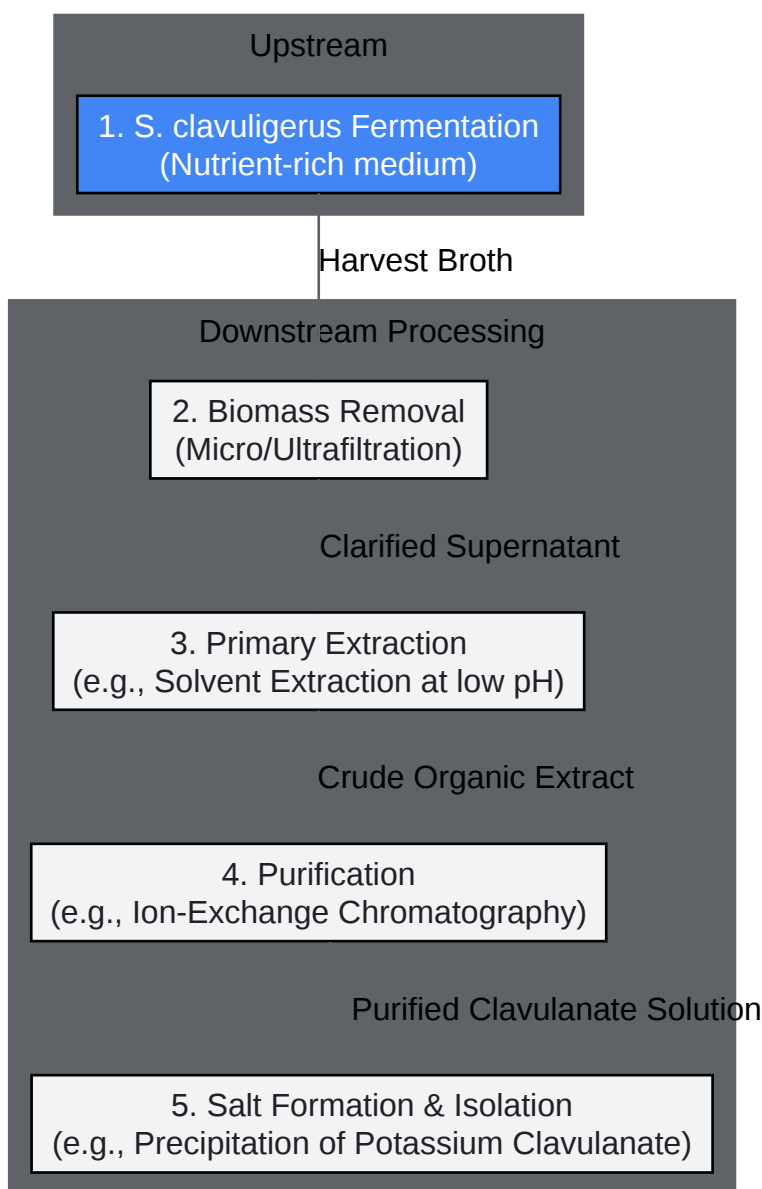 Upstream
1. S. clavuligerus Fermentation
(Nutrient-rich medium)
Harvest Broth
Downstream Processing
2. Biomass Removal
(Micro/Ultrafiltration)
Clarified Supernatant
3. Primary Extraction
(e.g., Solvent Extraction at low pH)
Crude Organic Extract
4. Purification
(e.g., Ion-Exchange Chromatography)
Purified Clavulanate Solution
5. Salt Formation & Isolation
(e.g., Precipitation of Potassium Clavulanate)